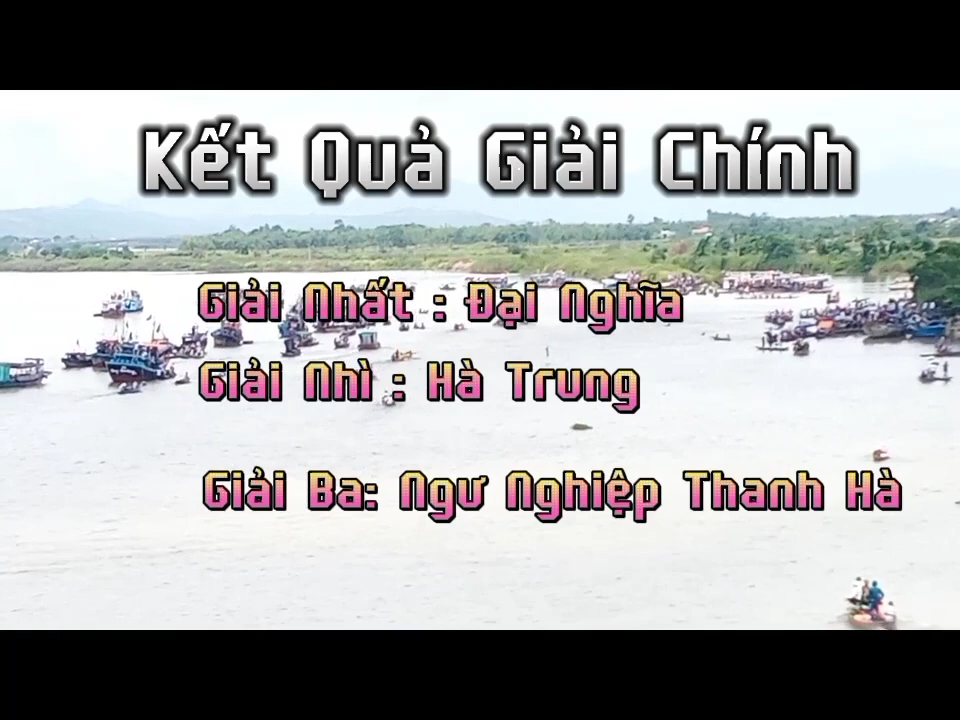 Kết Quả Giải Chính
Giải Nhất : Đại Nghĩa
Giải Nhì : Hà Trung
Giải Ba: Ngư Nghiệp Thanh Hà